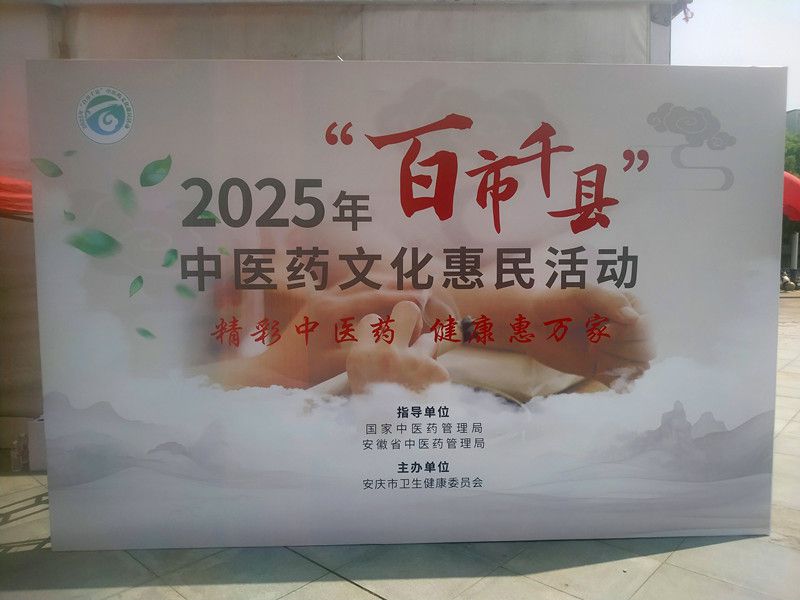 2025年“百市千县”
中医药文化惠民活动
精彩中医药 健康惠万家
指导单位
国家中医药管理局
安徽省中医药管理局
主办单位
安庆市卫生健康委员会